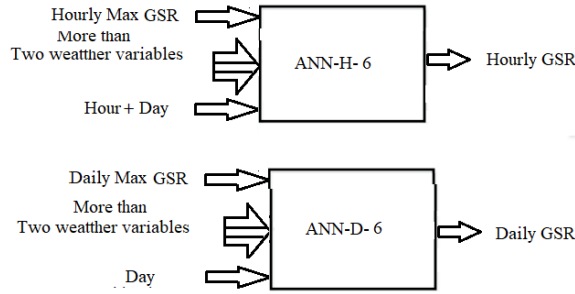 Hourly Max GSR
More than
Two weatther variables
Hour+ Day
ANN-H- 6
Hourly GSR
Daily Max GSR
More than
Two weatther variables
Day
ANN-D- 6
Daily GSR